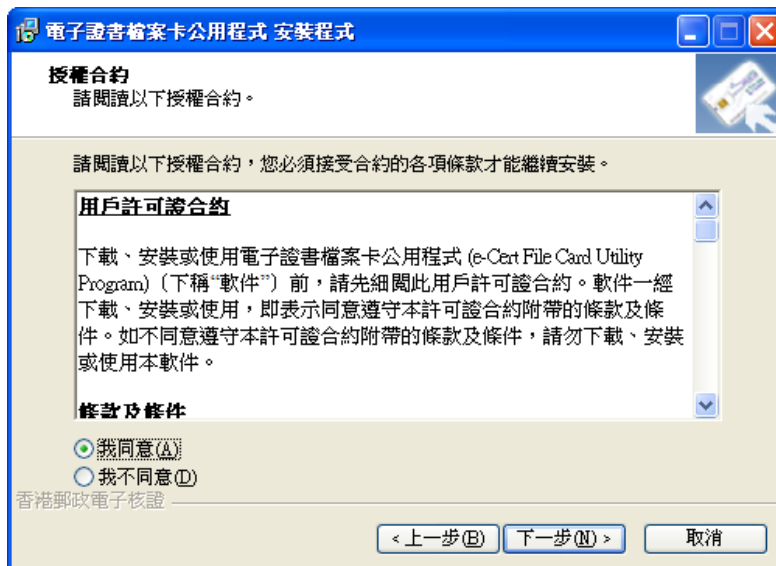 電子證書檔案卡公用程式 安裝程式
授權合約
請閱讀以下授權合約。
請閱讀以下授權合約，您必須接受合約的各項條款才能繼續安裝。
用戶許可證合約
下載、安裝或使用電子證書檔案卡公用程式 (e-Cert File Card Utility
Program)（下稱“軟件”）前，請先細閱此用戶許可證合約。軟件一經
下載、安裝或使用，即表示同意遵守本許可證合約附帶的條款及條
件。如不同意遵守本許可證合約附帶的條款及條件，請勿下載、安裝
或使用本軟件。
條款及條件
我同意(A)
我不同意(D)
香港郵政電子核證
<上一步(B)
下一步(N)>
取消